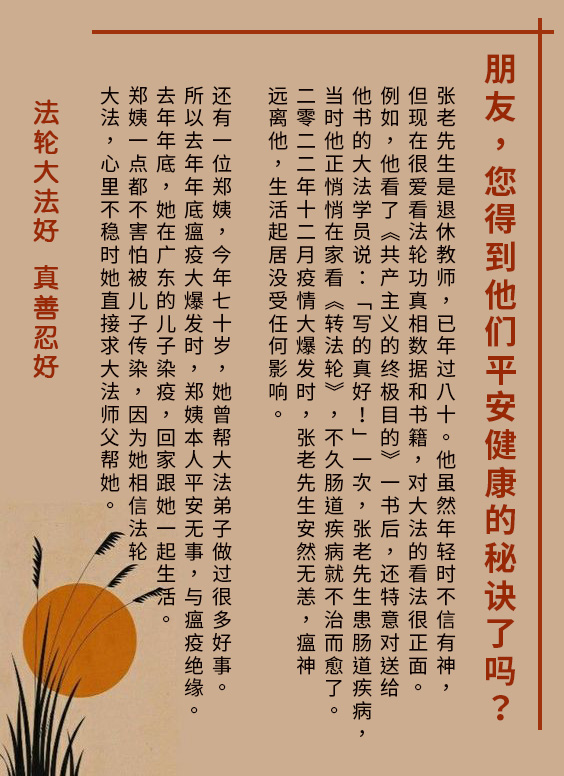 朋友，您得到他们平安健康的秘诀了吗？
张老先生是退休教师，已年过八十。他虽然年轻时不信有神，
但现在很爱看法轮功真相数据和书籍，对大法的看法很正面。
例如，他看了《共产主义的终极目的》一书后，还特意对送给
他书的大法学员说：「写的真好！」一次，张老先生患肠道疾病，
当时他正悄悄在家看《转法轮》，不久肠道疾病就不治而愈了。
二零二二年十二月疫情大爆发时，张老先生安然无恙，瘟神
远离他，生活起居没受任何影响。
还有一位郑姨，今年七十岁，她曾帮大法弟子做过很多好事。
所以去年年底瘟疫大爆发时，郑姨本人平安无事，与瘟疫绝缘。
去年年底，她在广东的儿子染疫，回家跟她一起生活。
郑姨一点都不害怕被儿子传染，因为她相信法轮
大法，心里不稳时她直接求大法师父帮她。
法轮大法好 真善忍好